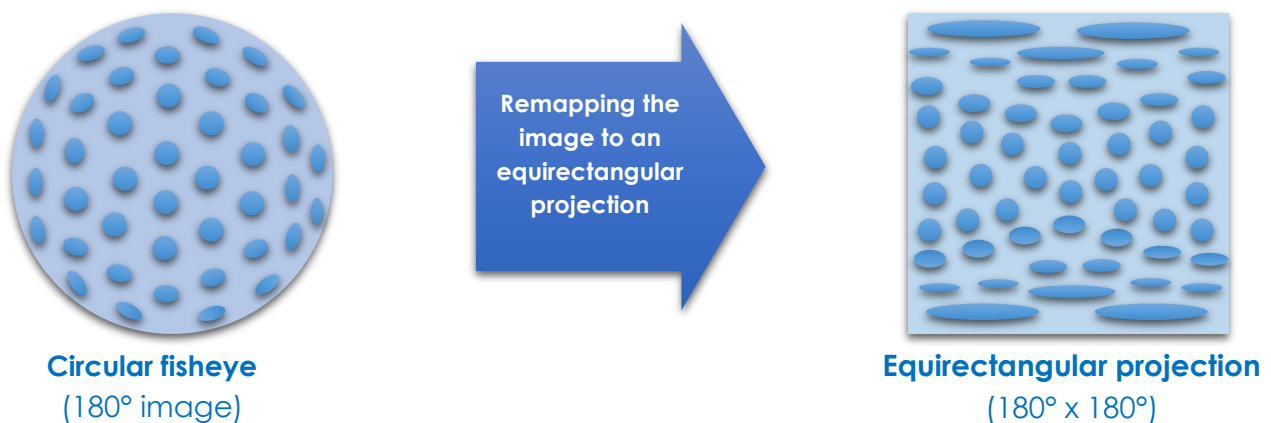 Remapping the
image to an
equirectangular
projection
Circular fisheye
(180° image)
Equirectangular projection
(180° x 180°)